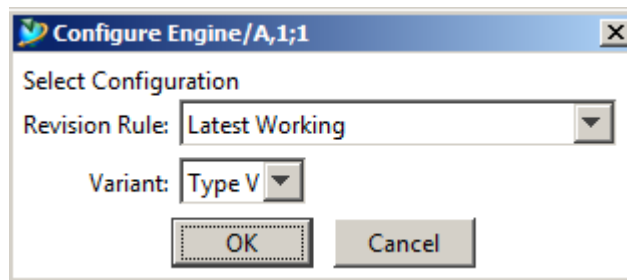 Configure Engine/A,1;1
Select Configuration
Revision Rule: Latest Working
Variant: Type V
OK Cancel